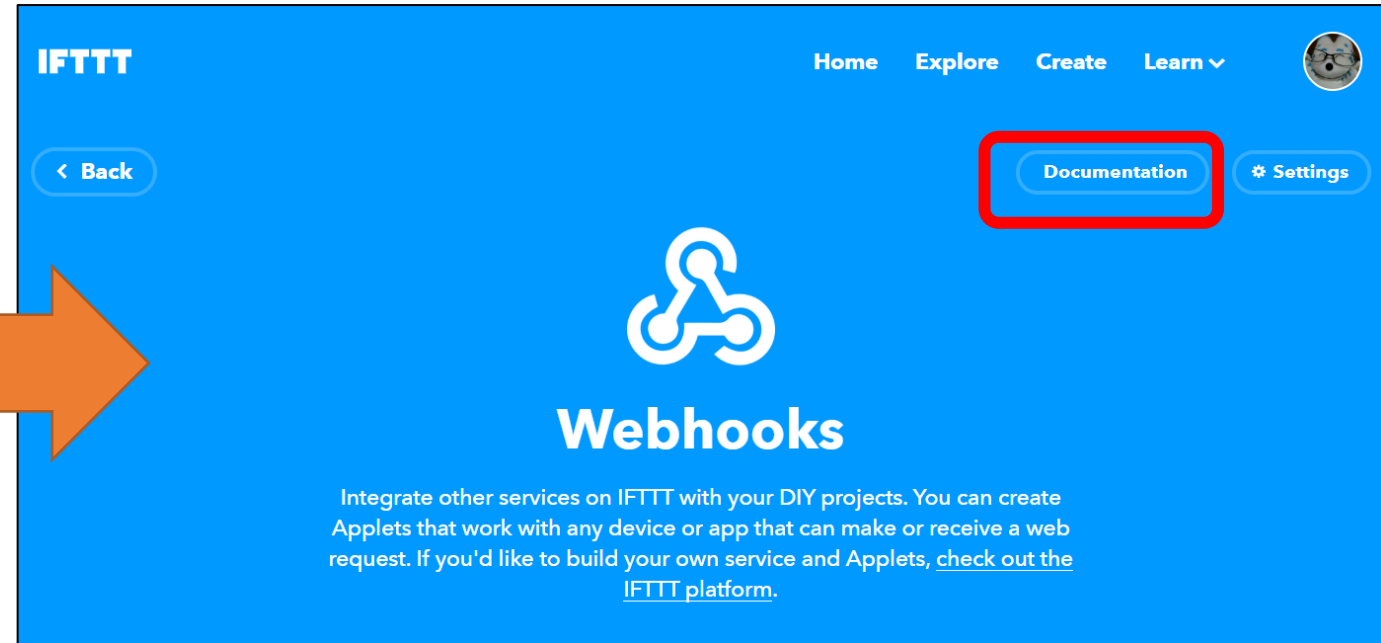 IFTTT
Home Explore Create Learn
Back
Documentation
Settings
Webhooks
Integrate other services on IFTTT with your DIY projects. You can create
Applets that work with any device or app that can make or receive a web
request. If you'd like to build your own service and Applets, check out the
IFTTT platform.